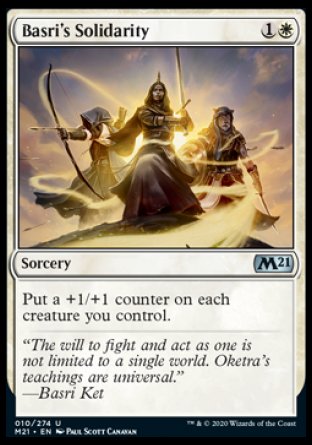 Basri's Solidarity 1
Sorcery M21
Put a +1/+1 counter on each
creature you control.
"The will to fight and act as one is
not limited to a single world. Oketra's
teachings are universal."
—Basri Ket
010/274 U
M21 • EN Paul Scott Canavan ™ & © 2020 Wizards of the Coast